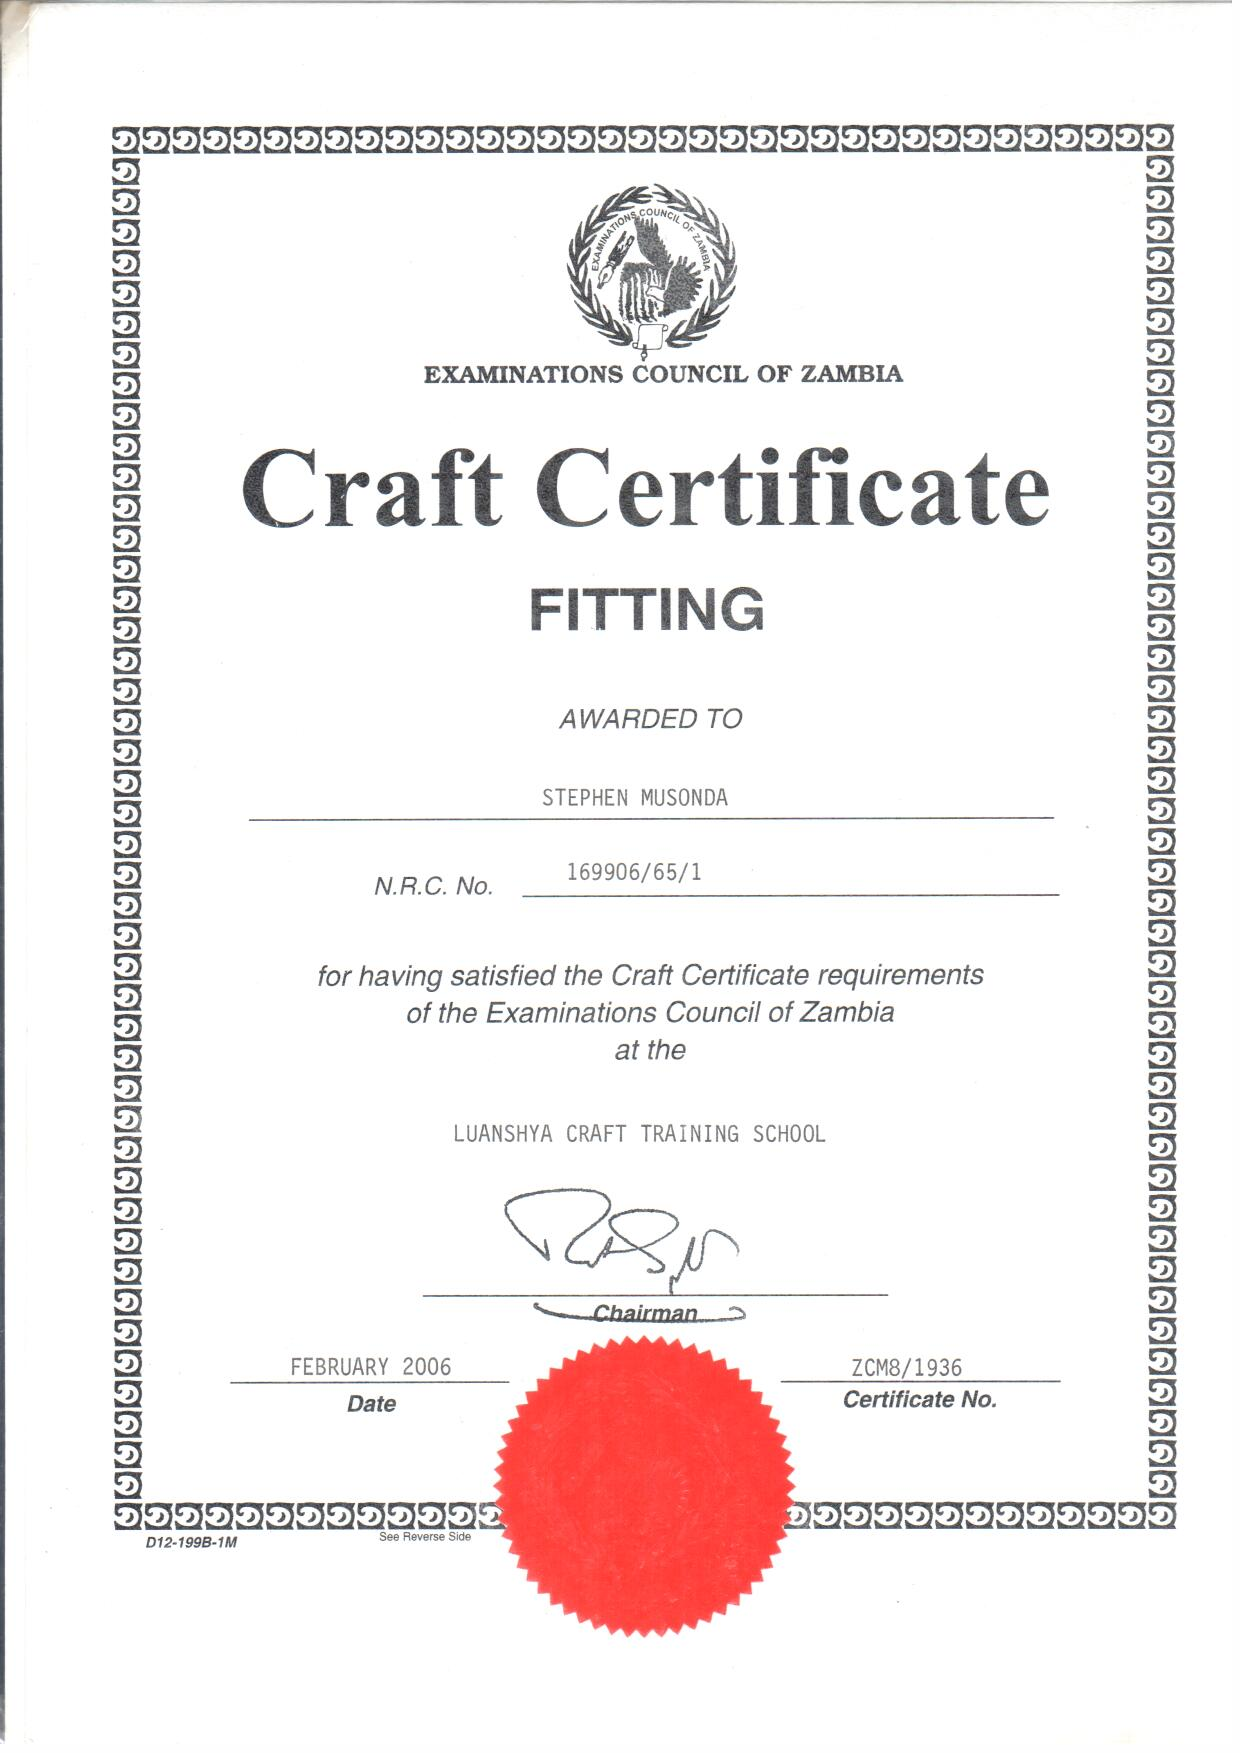 EXAMINATIONS COUNCIL OF ZAMBIA
EXAMINATIONS COUNCIL OF ZAMBIA
Craft Certificate
FITTING
AWARDED TO
STEPHEN MUSONDA
N.R.C. No. 169906/65/1
for having satisfied the Craft Certificate requirements
of the Examinations Council of Zambia
at the
LUANSHYA CRAFT TRAINING SCHOOL
Chairman
FEBRUARY 2006 ZCM8/1936
Date Certificate No.
D12-199B-1M See Reverse Side